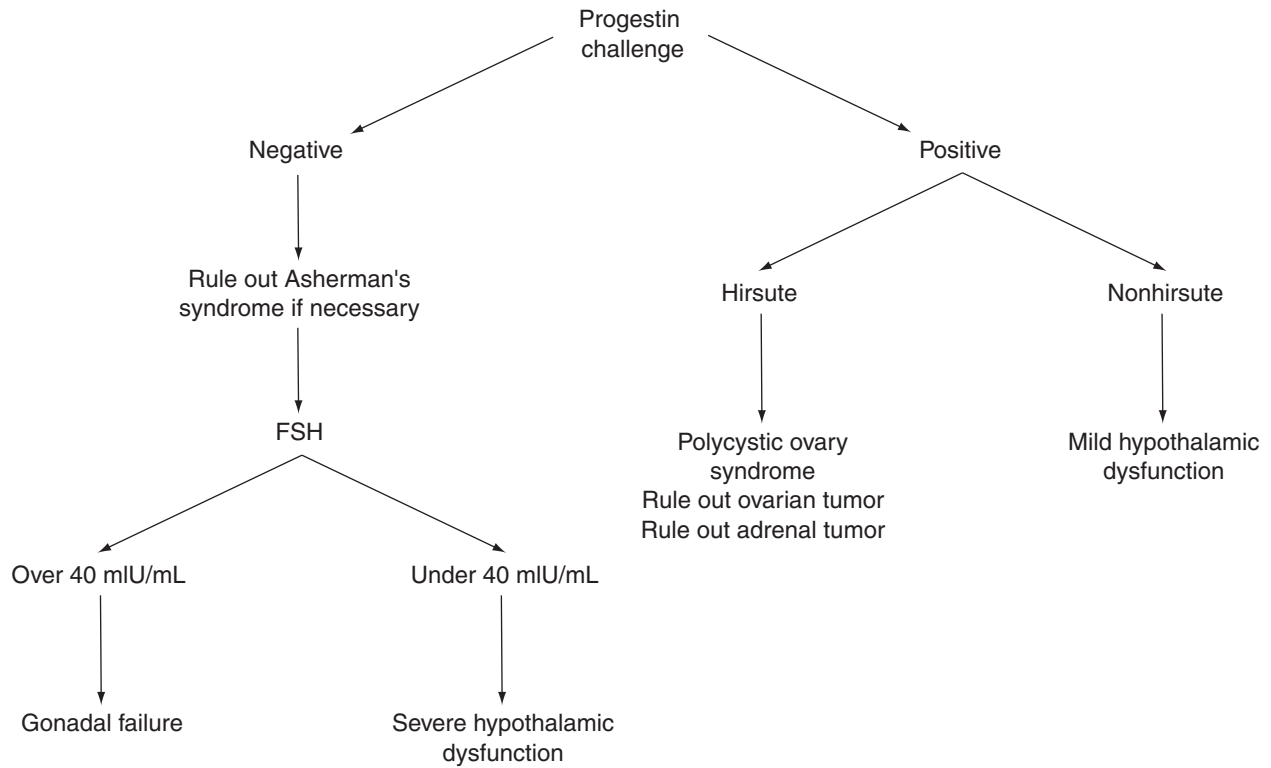 Progestin
challenge
Negative
Positive
Rule out Asherman's
syndrome if necessary
Hirsute
Nonhirsute
FSH
Polycystic ovary
syndrome
Rule out ovarian tumor
Rule out adrenal tumor
Mild hypothalamic
dysfunction
Over 40 mIU/mL
Under 40 mIU/mL
Gonadal failure
Severe hypothalamic
dysfunction